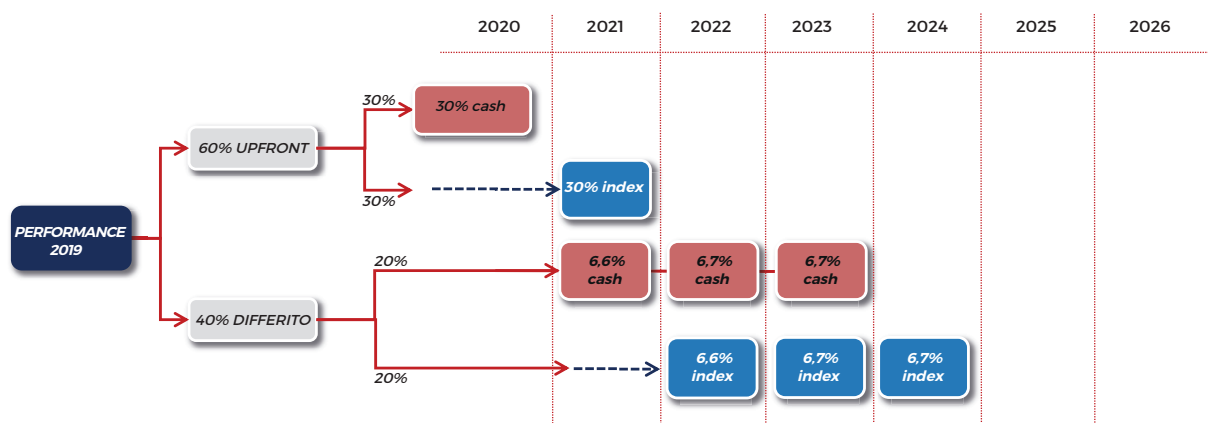 2020 2021 2022 2023 2024 2025 2026
30%
30% cash
60% UPFRONT
30%
30% index
PERFORMANCE
2019
20%
6,6%
cash
6,7%
cash
6,7%
cash
40% DIFFERITO
20%
6,6%
index
6,7%
index
6,7%
index